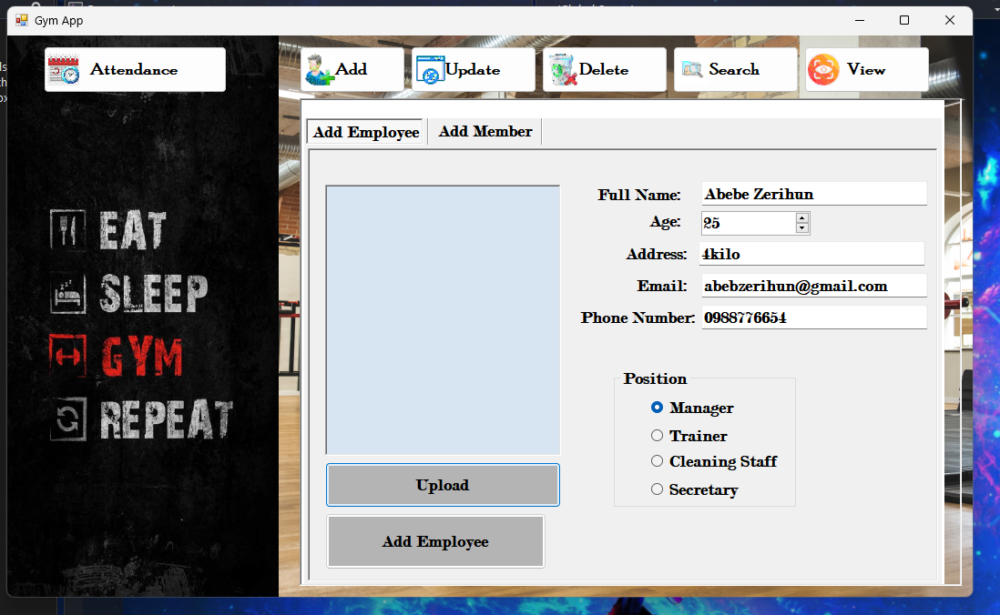 Gym App
Attendance
Add
Update
Delete
Search
View
Add Employee
Add Member
Full Name: Abebe Zerihun
Age: 25
Address: 4kilo
Email: abebzerihun@gmail.com
Phone Number: 0988776654
Position
Manager
Trainer
Cleaning Staff
Secretary
Upload
Add Employee
EAT
SLEEP
GYM
REPEAT